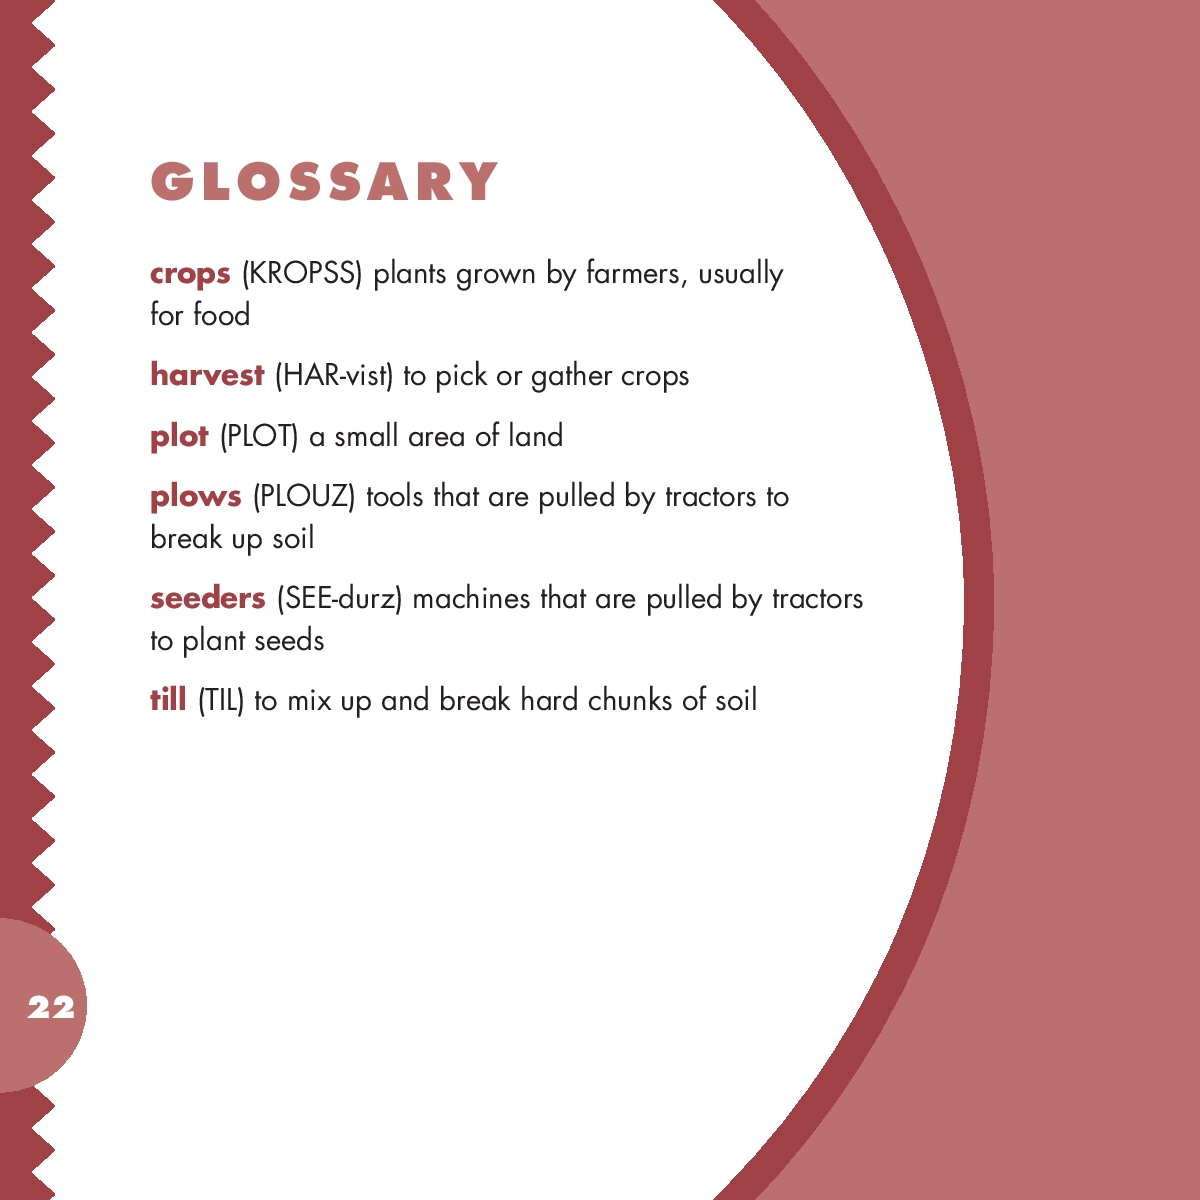 GLOSSARY
crops (KROPSS) plants grown by farmers, usually
for food
harvest (HAR-vist) to pick or gather crops
plot (PLOT) a small area of land
plows (PLOUZ) tools that are pulled by tractors to
break up soil
seeders (SEE-durz) machines that are pulled by tractors
to plant seeds
till (TIL) to mix up and break hard chunks of soil
22